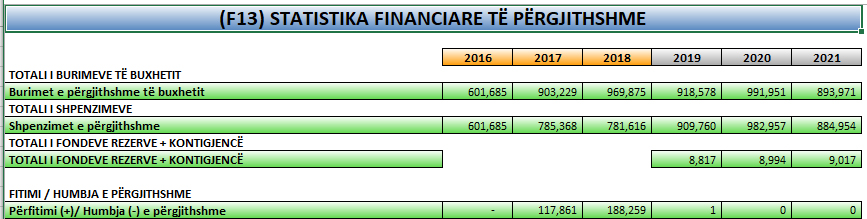 (F13) STATISTIKA FINANCIARE TË PËRGJITHSHME
2016 2017 2018 2019 2020 2021
TOTALI I BURIMEVE TË BUXHETIT
Burimet e përgjithshme të buxhetit 601,685 903,229 969,875 918,578 991,951 893,971
TOTALI I SHPENZIMEVE
Shpenzimet e përgjithshme 601,685 785,368 781,616 909,760 982,957 884,954
TOTALI I FONDEVE REZERVE + KONTIGJENCË
TOTALI I FONDEVE REZERVE + KONTIGJENCË 8,817 8,994 9,017
FITIMI / HUMBJA E PËRGJITHSHME
Përfitimi (+)/ Humbja (-) e përgjithshme - 117,861 188,259 1 0 0